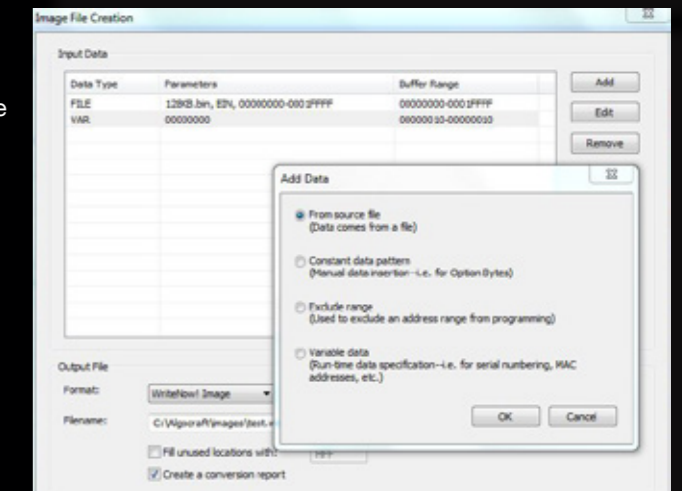 Image File Creation
e
Input Data
Data Type Parameters Buffer Range
FILE 128KB.bin, BIN, 00000000-0001FFFF 00000000-0001FFFF
VAR 00000000 00000010-00000010
Add
Edit
Remove
Add Data
From source file
(Data comes from a file)
Constant data pattern
(Manual data insertion--i.e. for Option Bytes)
Exclude range
(Used to exclude an address range from programming)
Variable data
(Run-time data specification--i.e. for serial numbering, MAC
addresses, etc.)
OK Cancel
Output File
Format: WriteNow! Image
Filename: C:\Algocraft\images\test.
Fill unused locations with:
Create a conversion report